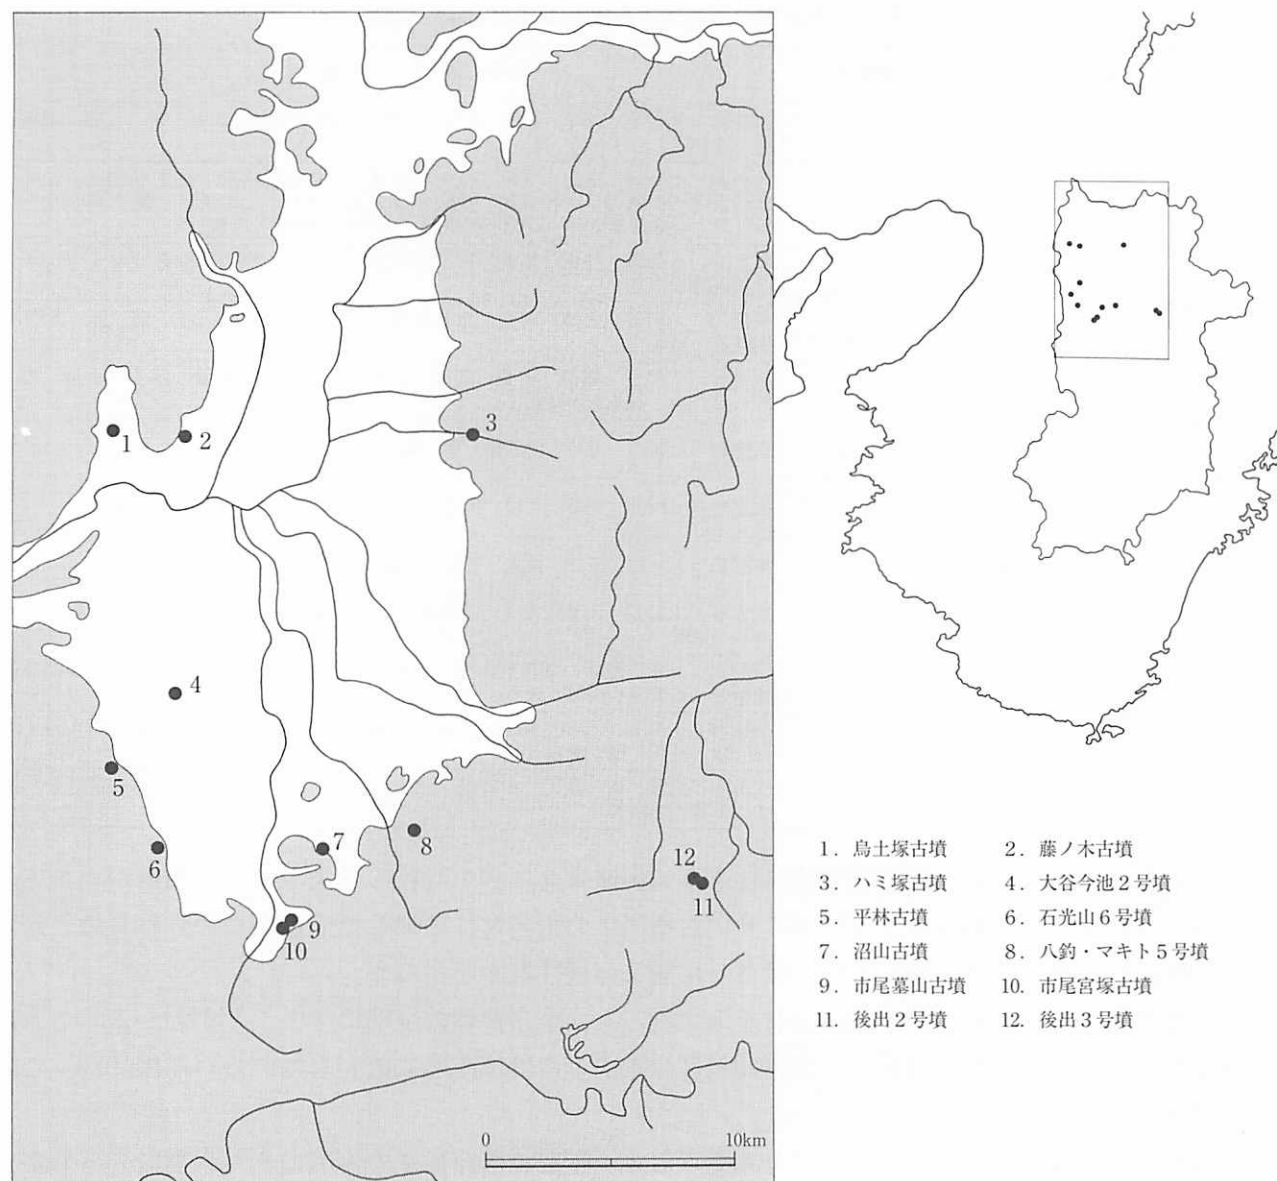 1
2
3
4
5
6
7
8
9
10
12
11
0 10km
1．烏土塚古墳 2．藤ノ木古墳
3．ハミ塚古墳 4．大谷今池２号墳
5．平林古墳 6．石光山６号墳
7．沼山古墳 8．八釣・マキト５号墳
9．市尾墓山古墳 10．市尾宮塚古墳
11．後出２号墳 12．後出３号墳